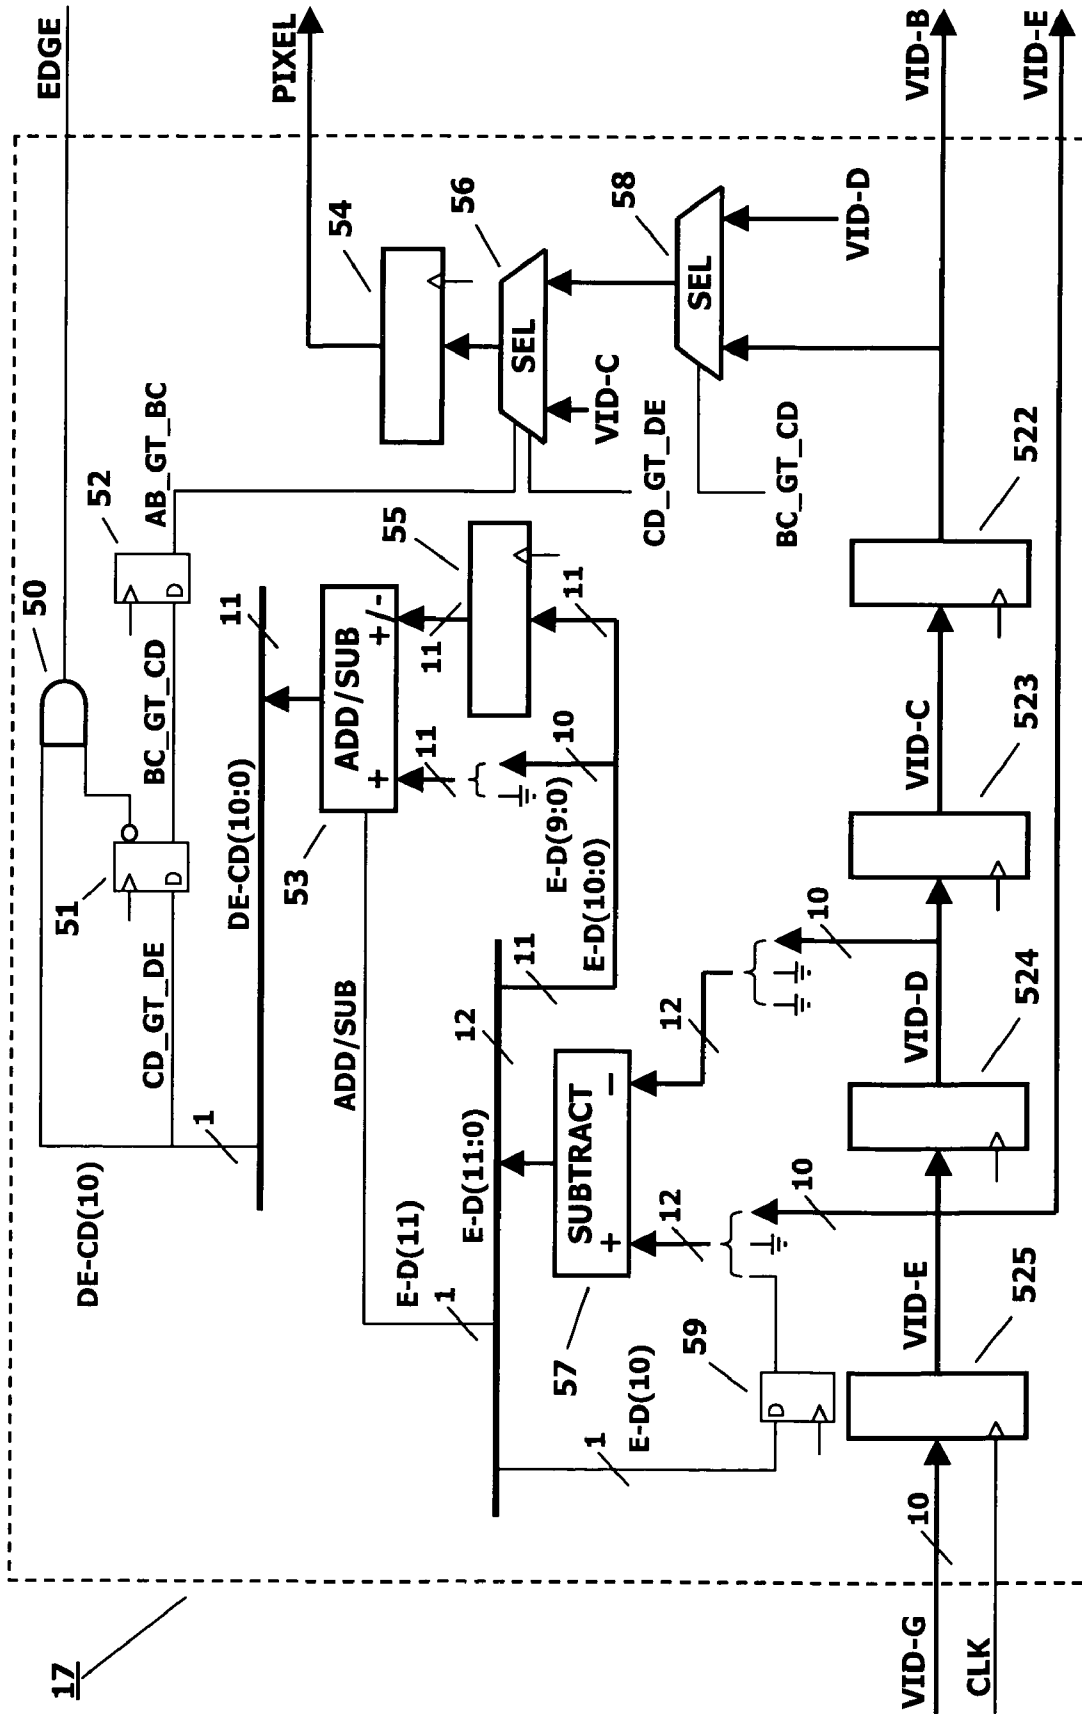 17
VID-G
CLK
10
525
VID-E
524
VID-D
523
VID-C
522
VID-B
VID-E
10
10
59
D
E-D(10)
1
57
SUBTRACT
+
−
12
12
E-D(11:0)
12
E-D(11)
1
ADD/SUB
11
E-D(10:0)
E-D(9:0)
10
11
11
11
55
53
ADD/SUB
+
+/-
DE-CD(10:0)
11
DE-CD(10)
1
CD_GT_DE
51
D
BC_GT_CD
50
52
D
AB_GT_BC
EDGE
PIXEL
54
56
SEL
VID-C
CD_GT_DE
58
SEL
VID-D
BC_GT_CD